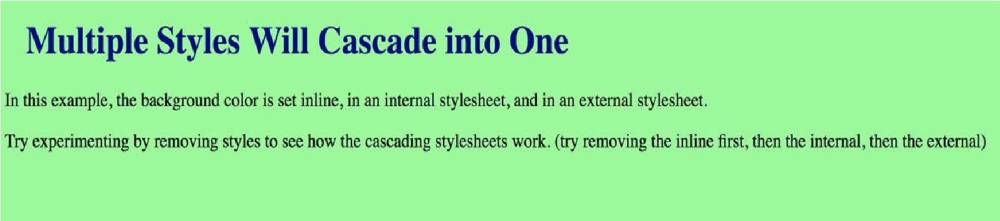 Multiple Styles Will Cascade into One
In this example, the background color is set inline, in an internal stylesheet, and in an external stylesheet.
Try experimenting by removing styles to see how the cascading stylesheets work. (try removing the inline first, then the internal, then the external)